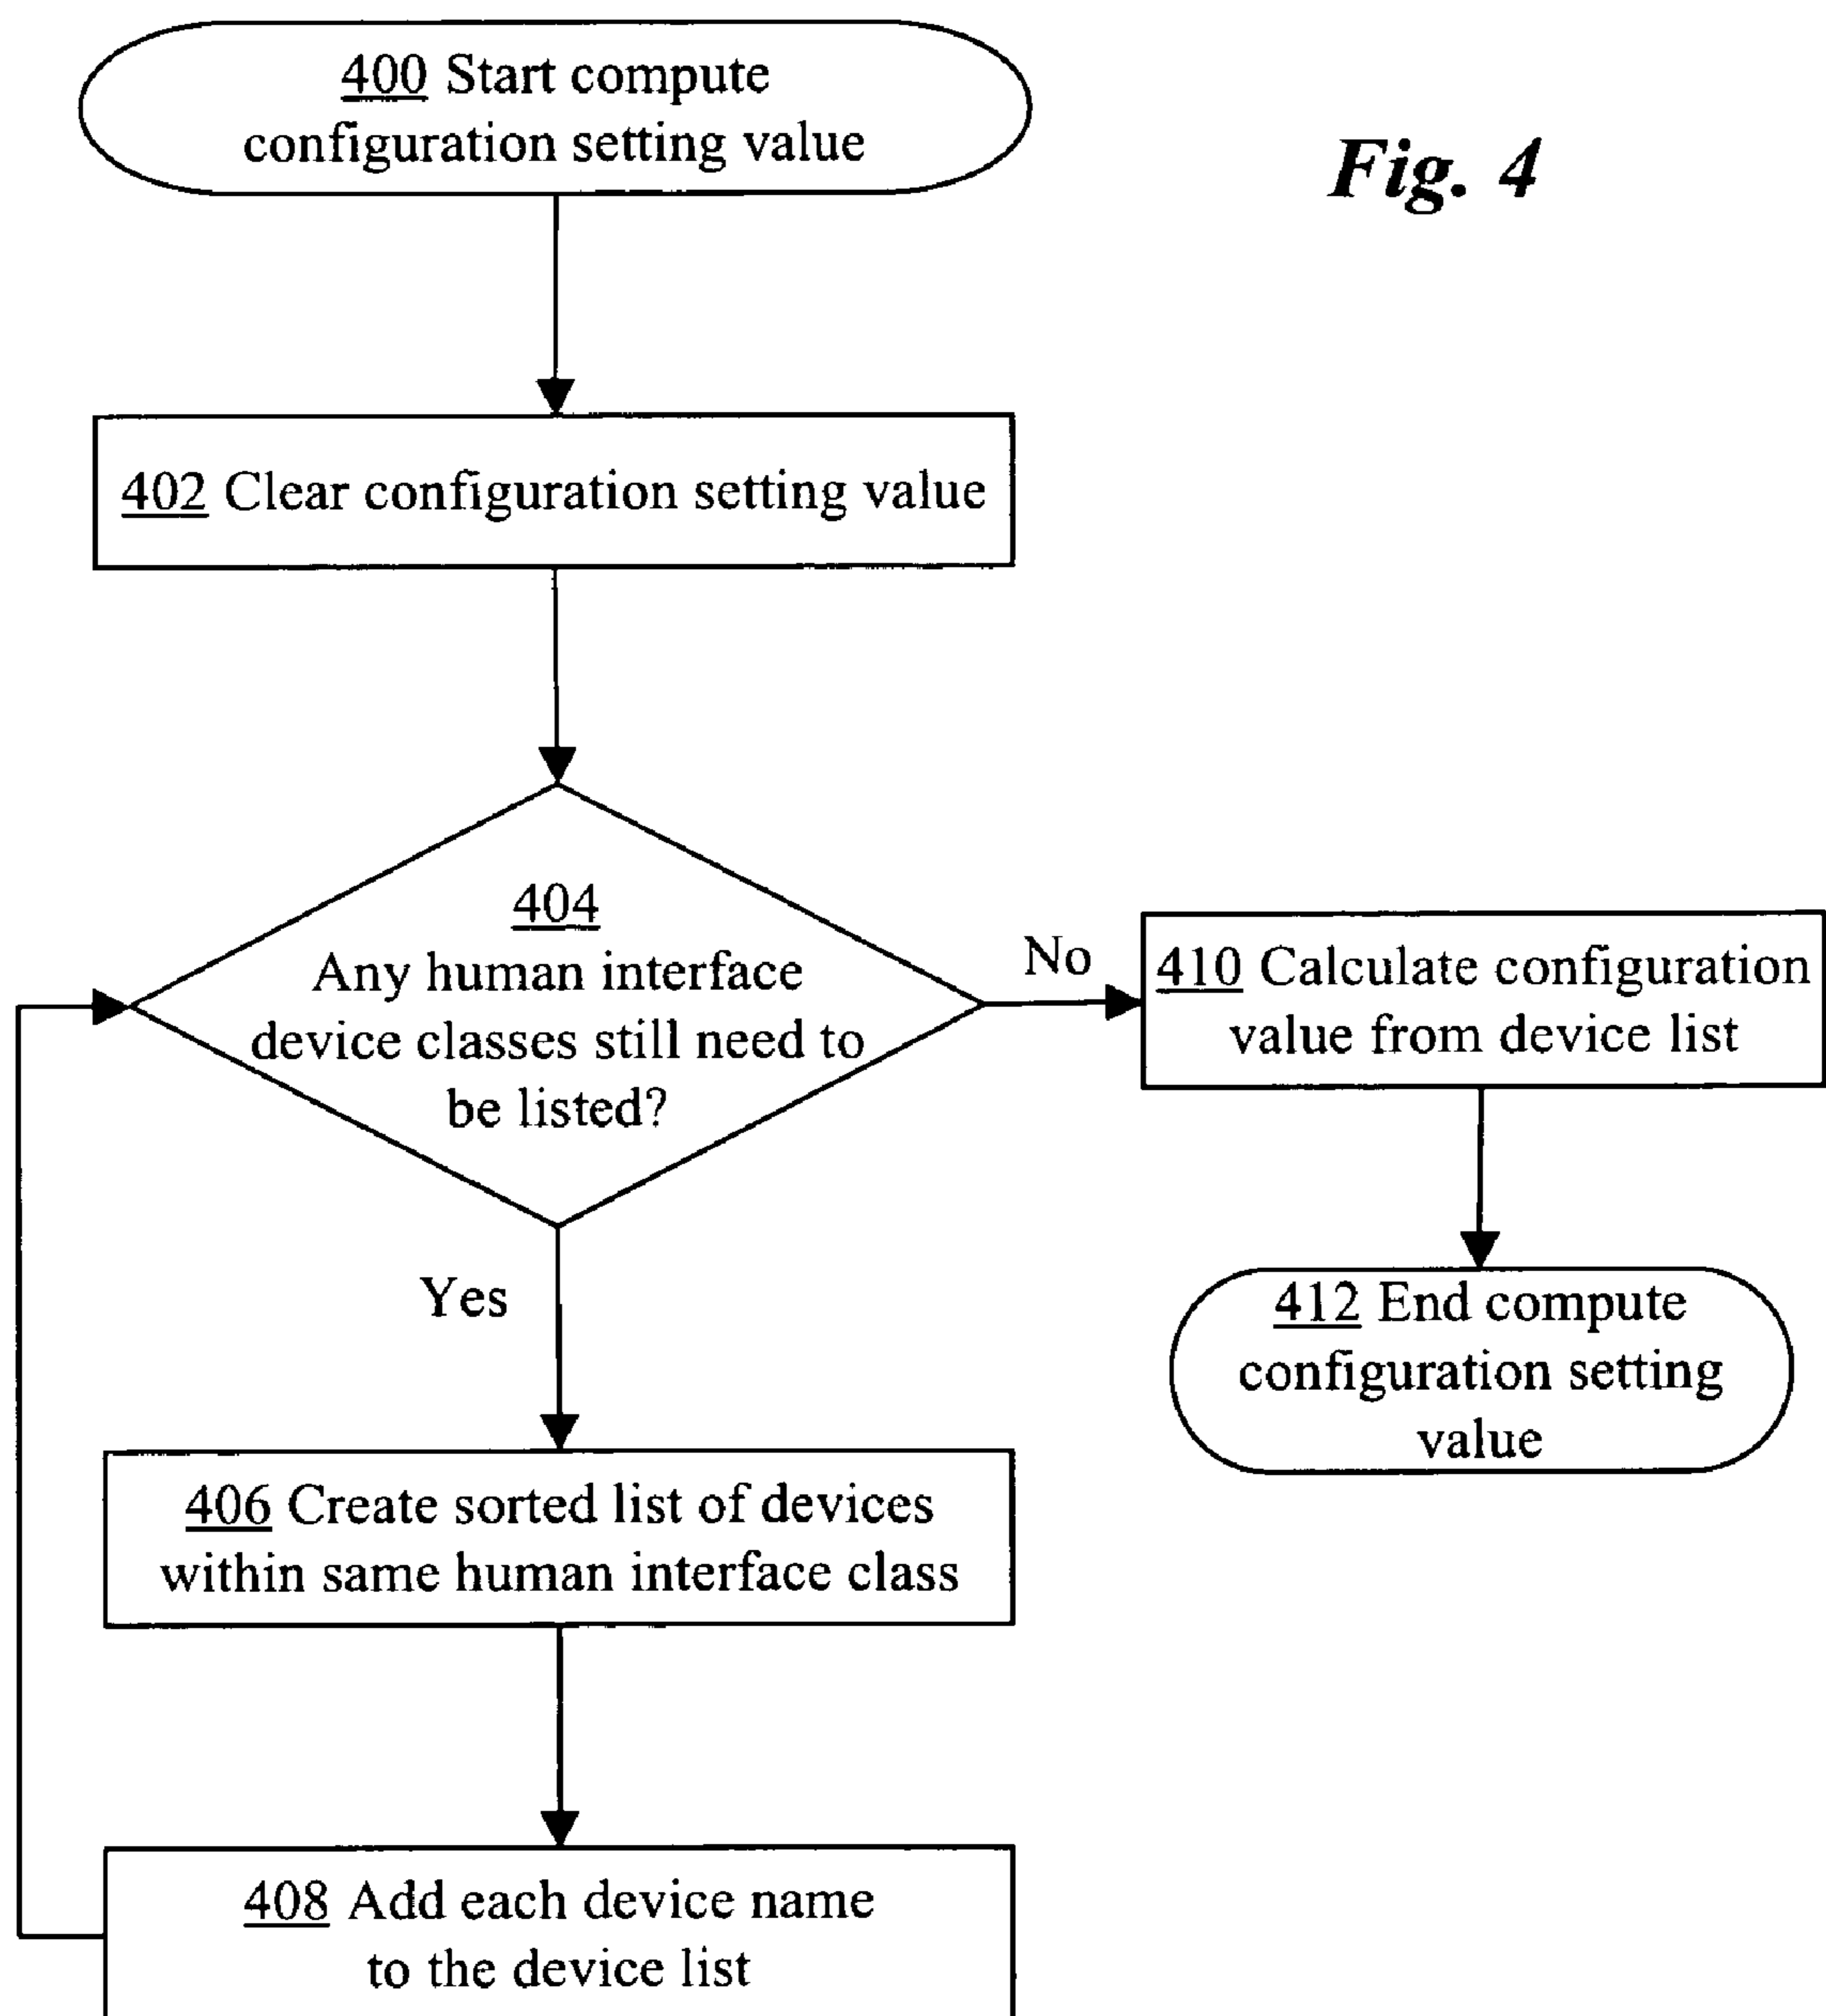 400 Start compute
configuration setting value
Fig. 4
402 Clear configuration setting value
404
Any human interface
device classes still need to
be listed?
No
410 Calculate configuration
value from device list
Yes
412 End compute
configuration setting
value
406 Create sorted list of devices
within same human interface class
408 Add each device name
to the device list